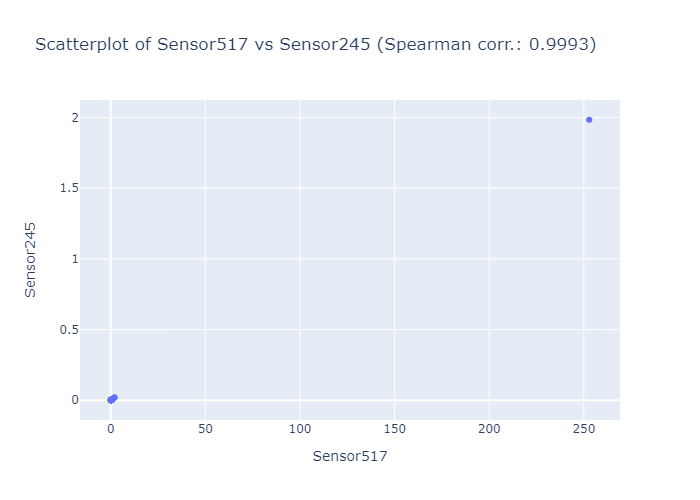 Scatterplot of Sensor517 vs Sensor245 (Spearman corr.: 0.9993)
2
1.5
1
0.5
0
Sensor245
0 50 100 150 200 250
Sensor517